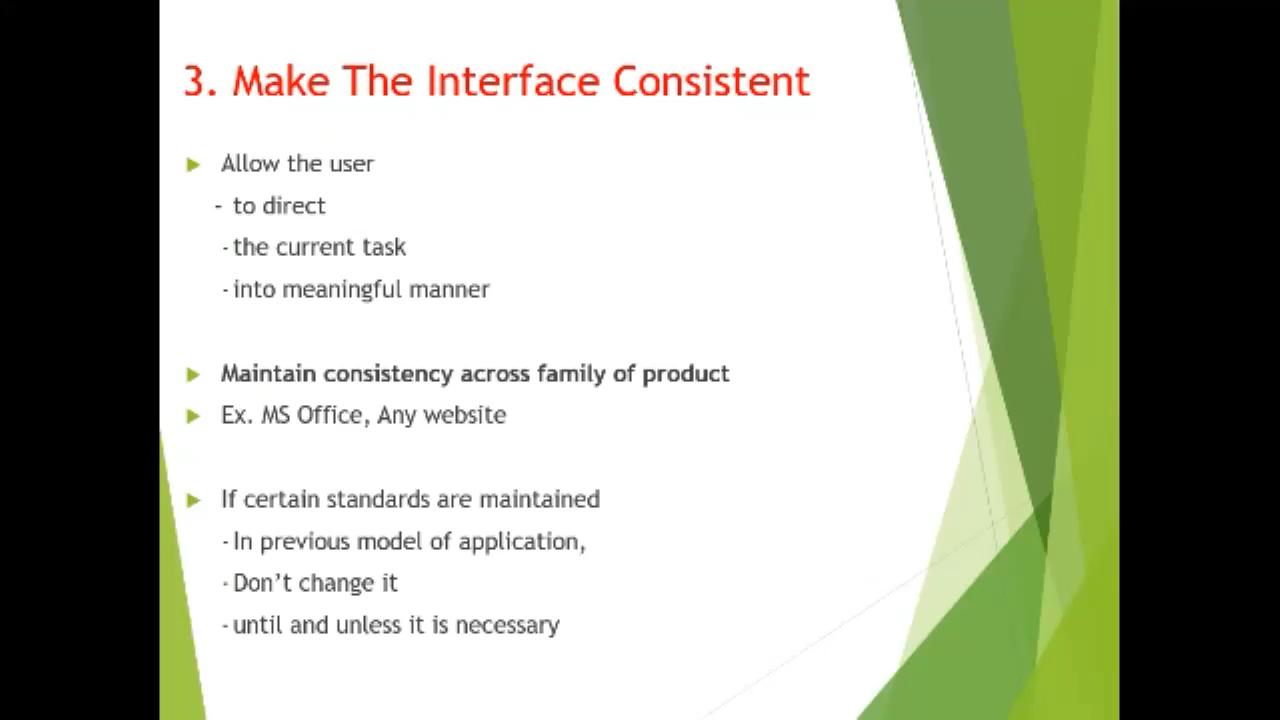 3. Make The Interface Consistent
Allow the user
- to direct
-the current task
-into meaningful manner
Maintain consistency across family of product
Ex. MS Office, Any website
If certain standards are maintained
-In previous model of application,
-Don’t change it
-until and unless it is necessary